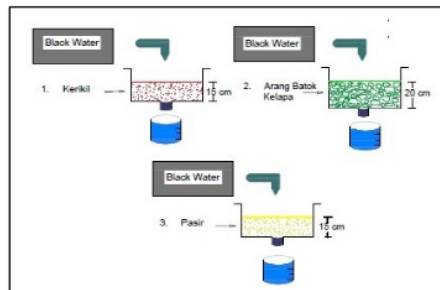 Black Water
Black Water
1. Kerikil
15 cm
2. Arang Batok
Kelapa
20 cm
Black Water
3. Pasir
15 cm